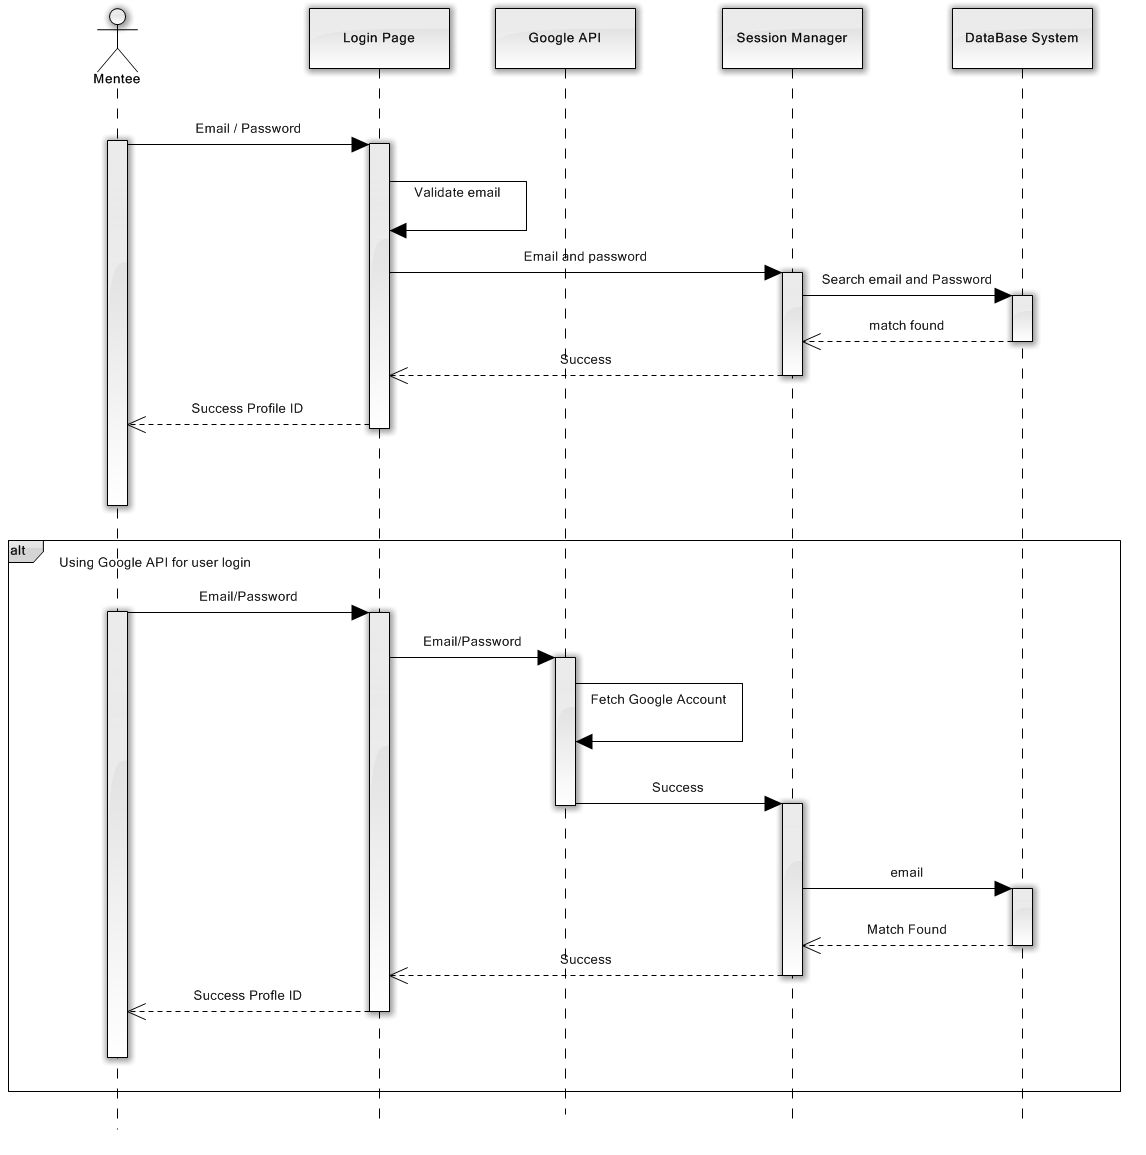 Mentee
Login Page
Google API
Session Manager
DataBase System
Email / Password
Validate email
Email and password
Search email and Password
match found
Success
Success Profile ID
alt
Using Google API for user login
Email/Password
Email/Password
Fetch Google Account
Success
email
Match Found
Success
Success Profle ID